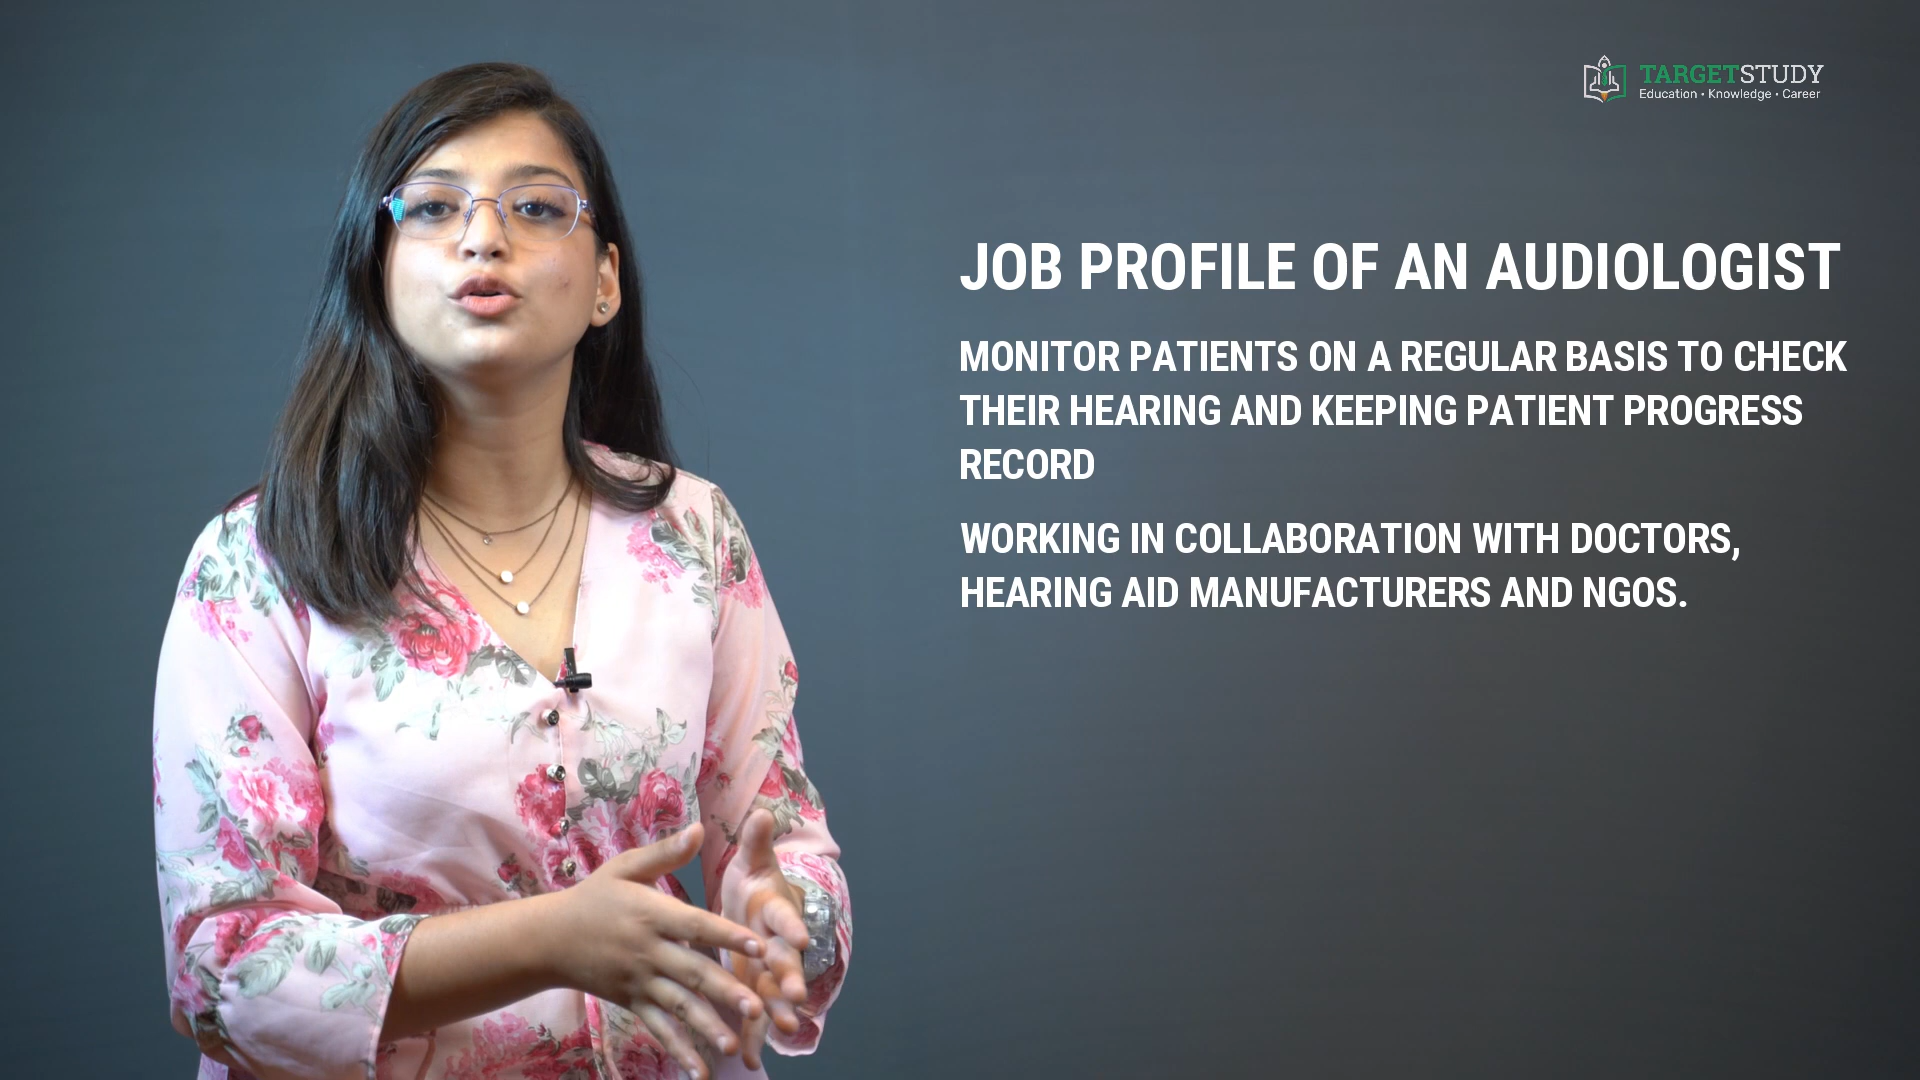 TARGETSTUDY
Education • Knowledge • Career
JOB PROFILE OF AN AUDIOLOGIST
MONITOR PATIENTS ON A REGULAR BASIS TO CHECK
THEIR HEARING AND KEEPING PATIENT PROGRESS
RECORD
WORKING IN COLLABORATION WITH DOCTORS,
HEARING AID MANUFACTURERS AND NGOS.